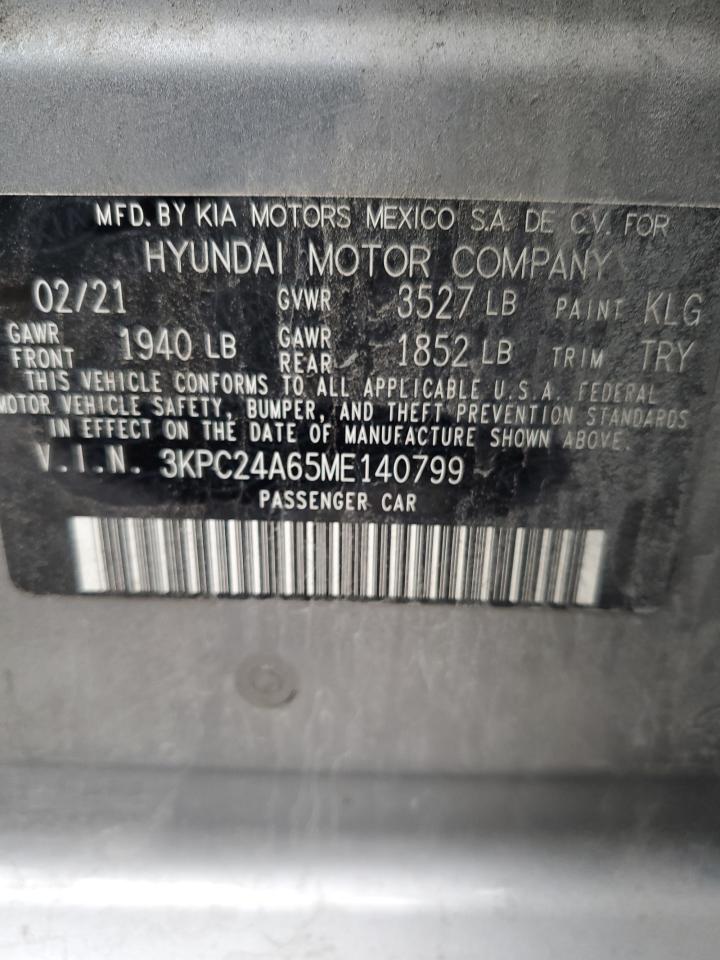 MFD. BY KIA MOTORS MEXICO S.A. DE C.V. FOR
HYUNDAI MOTOR COMPANY
02/21 GVWR 3527 LB PAINT KLG
GAWR FRONT 1940 LB GAWR REAR 1852 LB TRIM TRY
THIS VEHICLE CONFORMS TO ALL APPLICABLE U.S.A. FEDERAL
MOTOR VEHICLE SAFETY, BUMPER, AND THEFT PREVENTION STANDARDS
IN EFFECT ON THE DATE OF MANUFACTURE SHOWN ABOVE.
V.I.N. 3KPC24A65ME140799
PASSENGER CAR